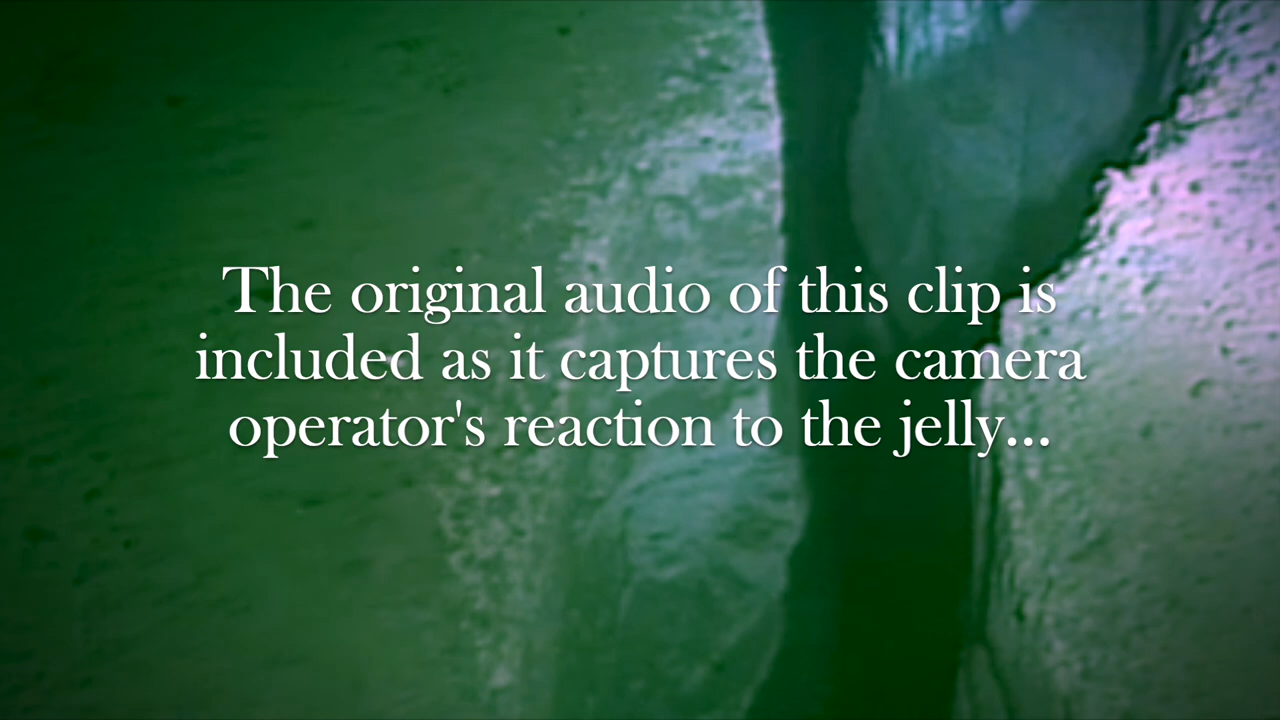 The original audio of this clip is
included as it captures the camera
operator's reaction to the jelly...